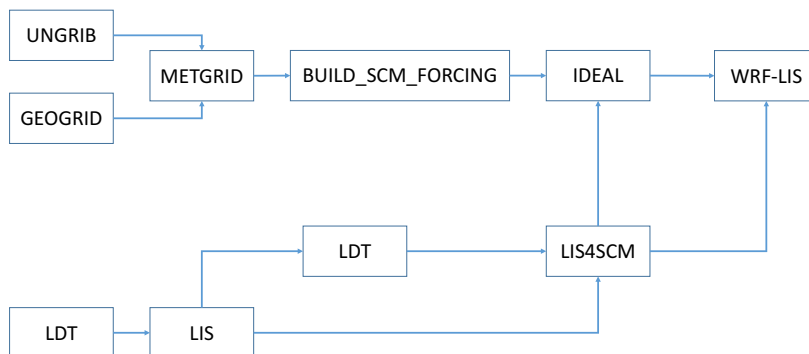 UNGRIB
METGRID
BUILD_SCM_FORCING
IDEAL
WRF-LIS
GEOGRID
LDT
LIS4SCM
LDT
LIS